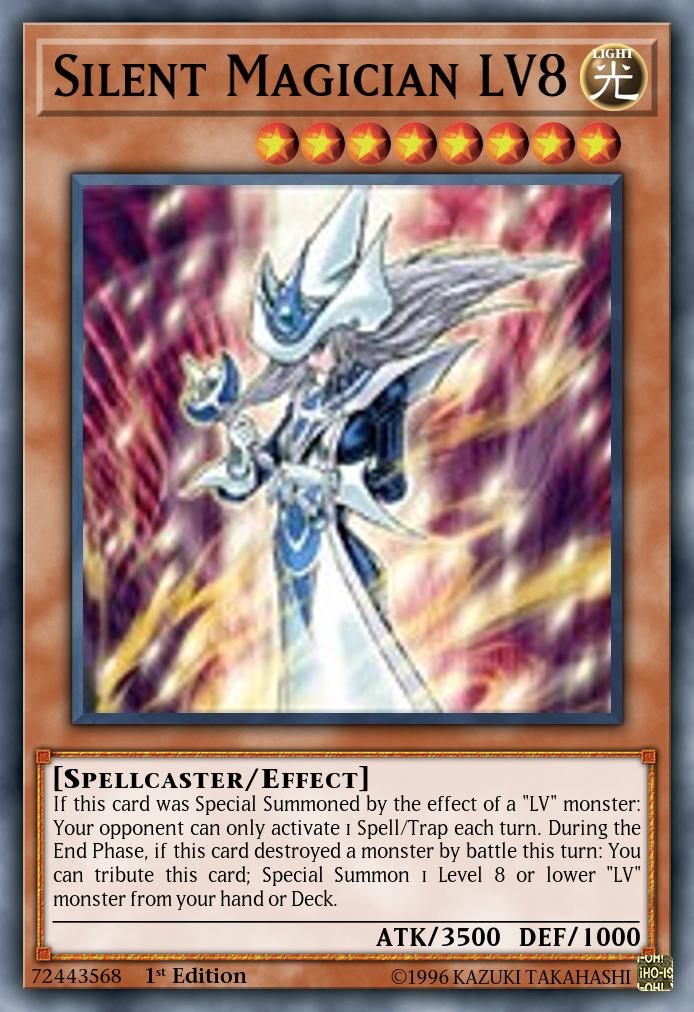 Silent Magician LV8
LIGHT
光
[Spellcaster/Effect]
If this card was Special Summoned by the effect of a "LV" monster:
Your opponent can only activate 1 Spell/Trap each turn. During the
End Phase, if this card destroyed a monster by battle this turn: You
can tribute this card; Special Summon 1 Level 8 or lower "LV"
monster from your hand or Deck.
ATK/3500 DEF/1000
72443568 1st Edition ©1996 KAZUKI TAKAHASHI